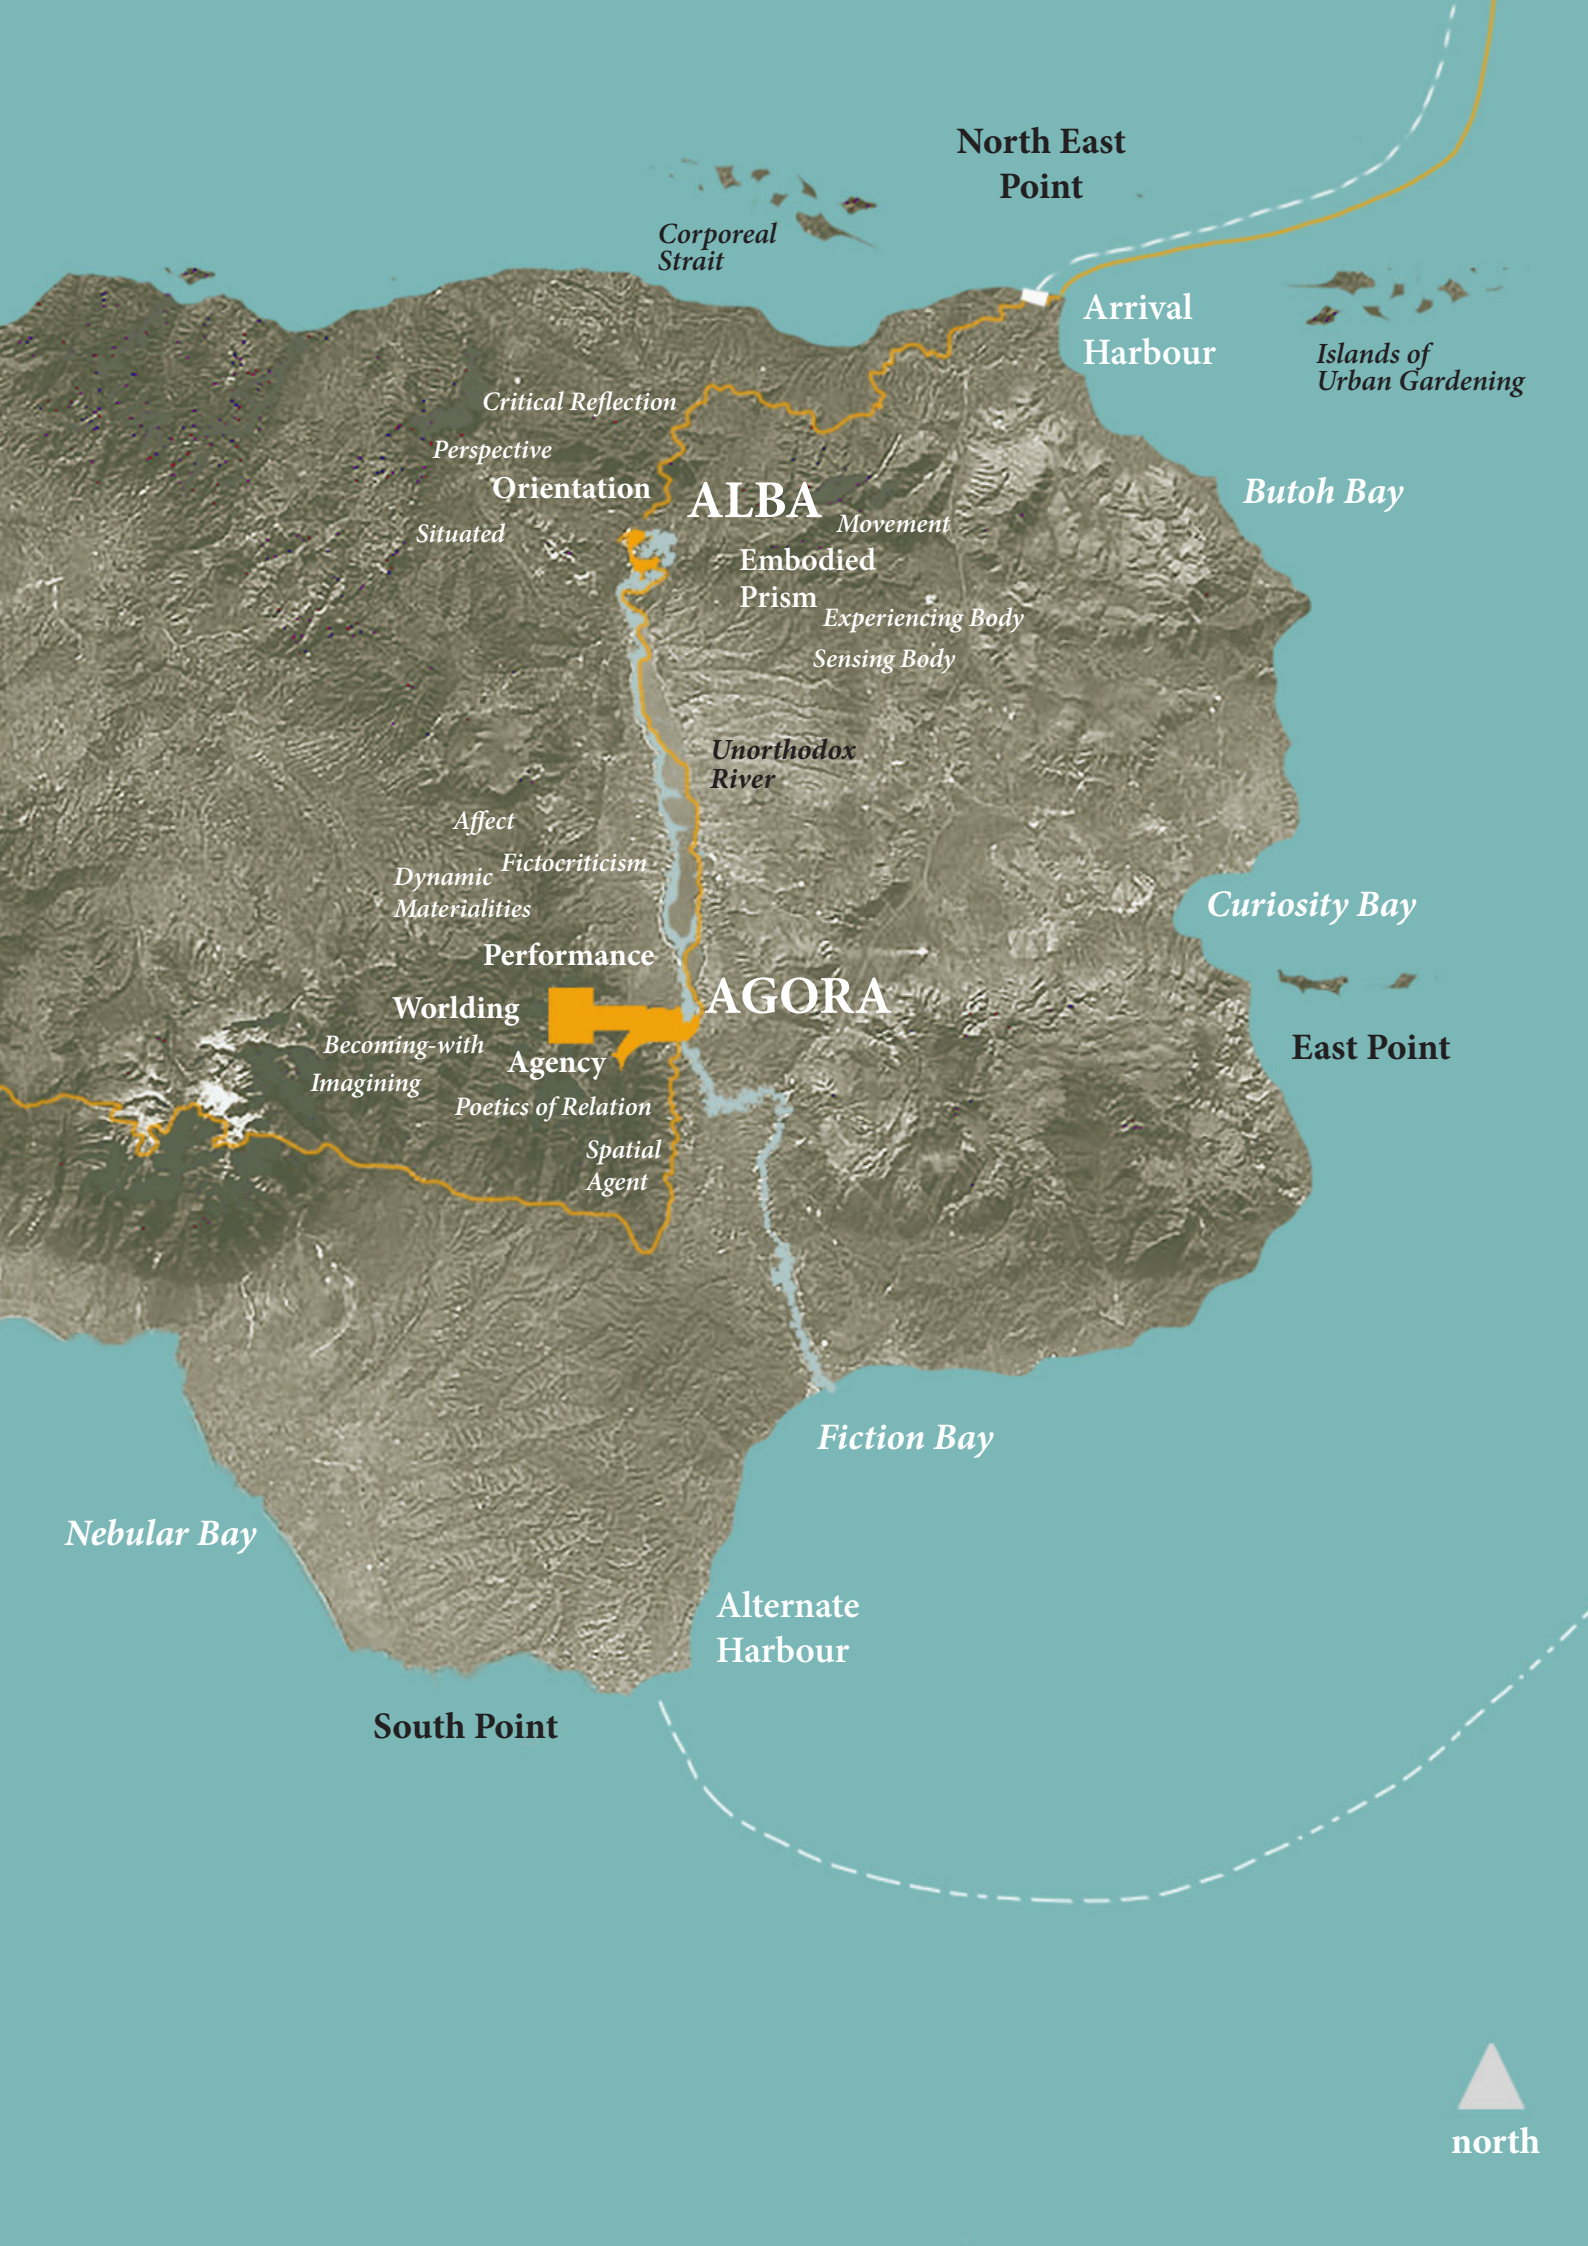 North East
Point
Corporeal
Strait
Arrival
Harbour
Islands of
Urban Gardening
Critical Reflection
Perspective
Orientation
Situated
ALBA
Movement
Embodied
Prism
Experiencing Body
Sensing Body
Butoh Bay
Unorthodox
River
Affect
Fictocriticism
Dynamic
Materialities
Performance
Curiosity Bay
Worlding
AGORA
Becoming-with
Agency
East Point
Imagining
Poetics of Relation
Spatial
Agent
Fiction Bay
Nebular Bay
Alternate
Harbour
South Point
north